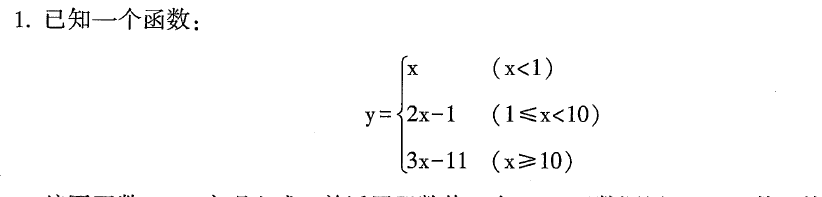 1. 已知一个函数：
x （x<1）
y= 2x-1 （1≤x<10）
3x-11 （x≥10）